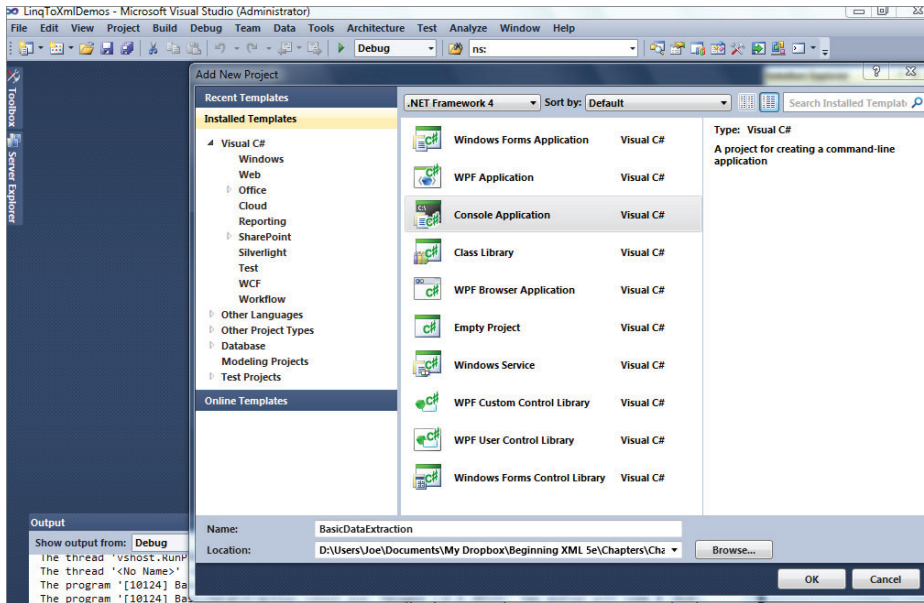 LinqToXmlDemos - Microsoft Visual Studio (Administrator)
File Edit View Project Build Debug Team Data Tools Architecture Test Analyze Window Help
Debug
ns:
Toolbox
Server Explorer
Add New Project
Recent Templates
Installed Templates
Visual C#
Windows
Web
Office
Cloud
Reporting
SharePoint
Silverlight
Test
WCF
Workflow
Other Languages
Other Project Types
Database
Modeling Projects
Test Projects
Online Templates
.NET Framework 4
Sort by: Default
Search Installed Templat
Windows Forms Application Visual C#
WPF Application Visual C#
Console Application Visual C#
Class Library Visual C#
WPF Browser Application Visual C#
Empty Project Visual C#
Windows Service Visual C#
WPF Custom Control Library Visual C#
WPF User Control Library Visual C#
Windows Forms Control Library Visual C#
Type: Visual C#
A project for creating a command-line
application
Name: BasicDataExtraction
Location: D:\Users\Joe\Documents\My Dropbox\Beginning XML 5e\Chapters\Cha
Browse...
OK Cancel
Output
Show output from: Debug
The thread 'vshost.RunP
The thread '<No Name>'
The program '[10124] Ba
The program '[10124] Ba